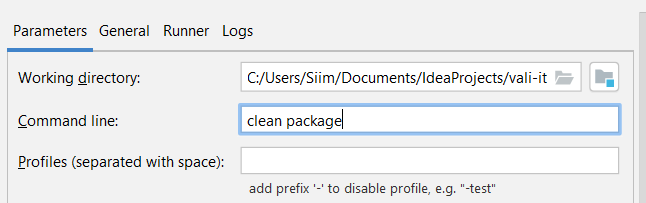 Parameters General Runner Logs
Working directory: C:/Users/Siim/Documents/IdeaProjects/vali-it
Command line: clean package
Profiles (separated with space):
add prefix '-' to disable profile, e.g. "-test"